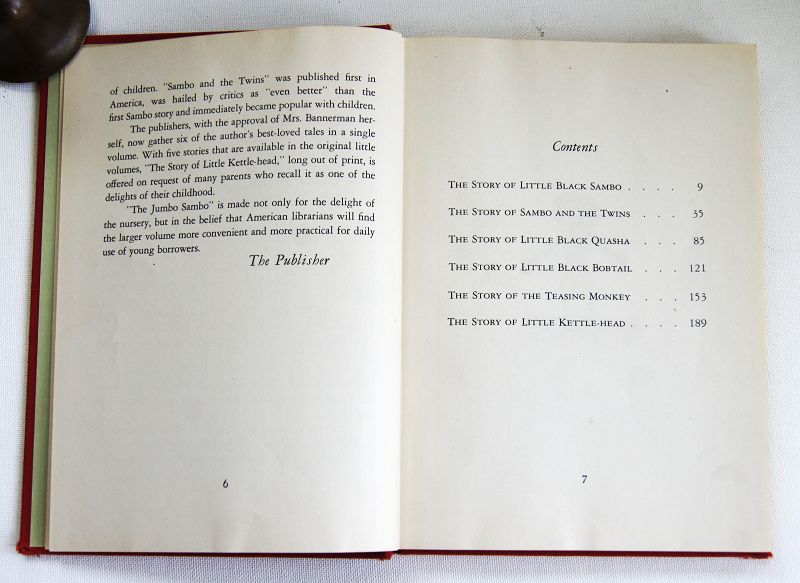 of children. "Sambo and the Twins" was published first in
America, was hailed by critics as "even better" than the
first Sambo story and immediately became popular with children.
The publishers, with the approval of Mrs. Bannerman her-
self, now gather six of the author's best-loved tales in a single
volume. With five stories that are available in the original little
volumes, "The Story of Little Kettle-head," long out of print, is
offered on request of many parents who recall it as one of the
delights of their childhood.
"The Jumbo Sambo" is made not only for the delight of
the nursery, but in the belief that American librarians will find
the larger volume more convenient and more practical for daily
use of young borrowers.
The Publisher
6
Contents
The Story of Little Black Sambo . . . . 9
The Story of Sambo and the Twins . . . 35
The Story of Little Black Quasha . . . 85
The Story of Little Black Bobtail . . . 121
The Story of the Teasing Monkey . . . 153
The Story of Little Kettle-head . . . . 189
7